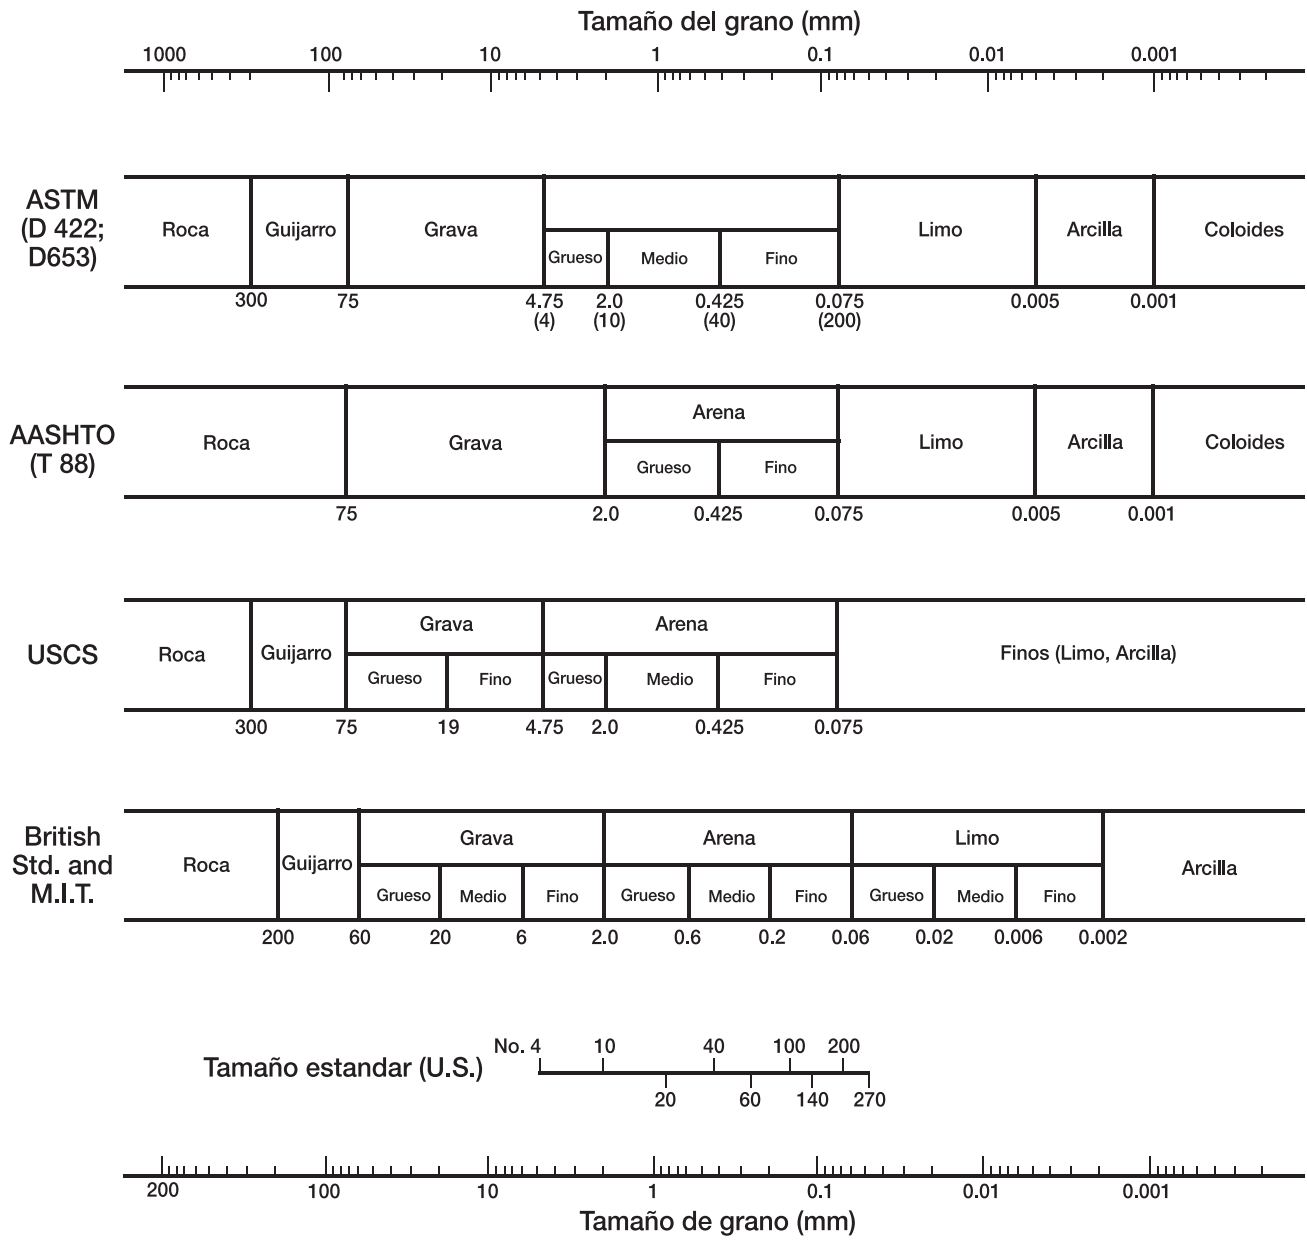 Tamaño del grano (mm)
1000 100 10 1 0.1 0.01 0.001
ASTM
(D 422;
D653)
Roca Guijarro Grava Limo Arcilla Coloides
Grueso Medio Fino
300 75 4.75 2.0 0.425 0.075 0.005 0.001
(4) (10) (40) (200)
AASHTO
(T 88)
Arena
Roca Grava Limo Arcilla Coloides
Grueso Fino
75 2.0 0.425 0.075 0.005 0.001
USCS
Grava Arena
Roca Guijarro Finos (Limo, Arcilla)
Grueso Fino Grueso Medio Fino
300 75 19 4.75 2.0 0.425 0.075
British
Std. and
M.I.T.
Grava Arena Limo
Roca Guijarro Arcilla
Grueso Medio Fino Grueso Medio Fino Grueso Medio Fino
200 60 20 6 2.0 0.6 0.2 0.06 0.02 0.006 0.002
No. 4 10 40 100 200
Tamaño estandar (U.S.)
20 60 140 270
200 100 10 1 0.1 0.01 0.001
Tamaño de grano (mm)